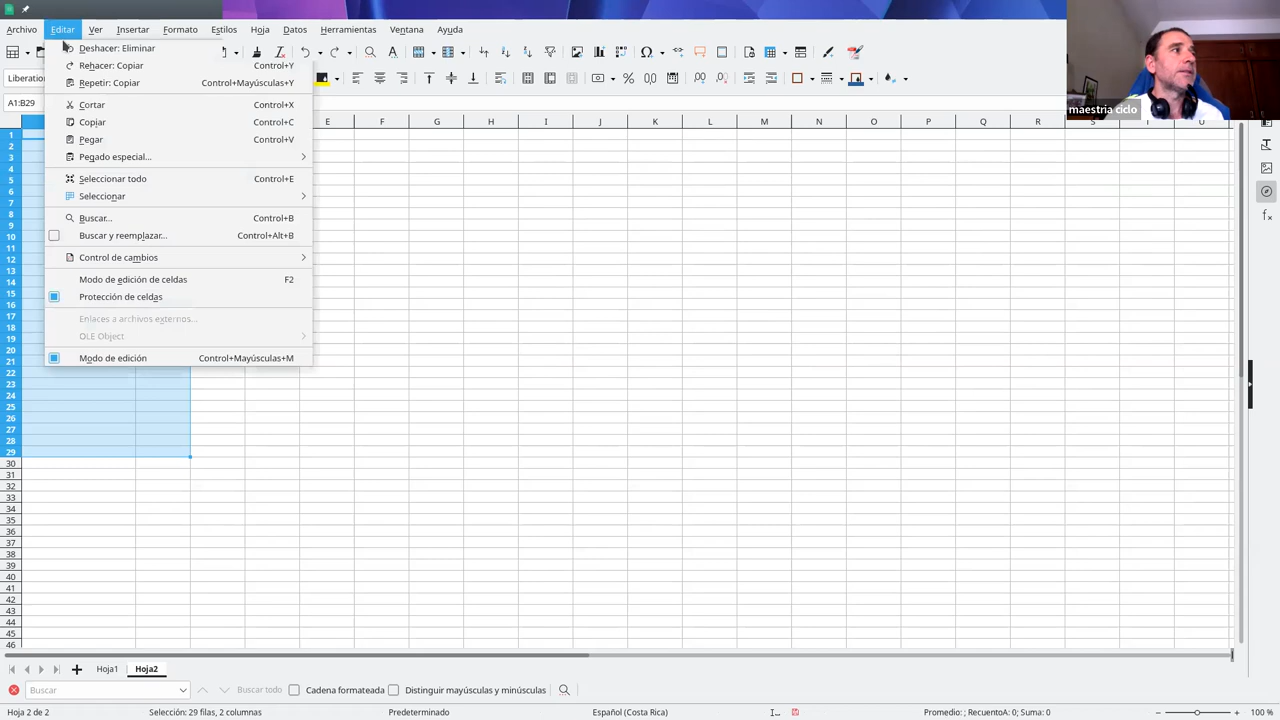 Archivo Editar Ver Insertar Formato Estilos Hoja Datos Herramientas Ventana Ayuda
Deshacer: Eliminar
Rehacer: Copiar Control+Y
Repetir: Copiar Control+Mayúsculas+Y
Cortar Control+X
Copiar Control+C
Pegar Control+V
Pegado especial...
Seleccionar todo Control+E
Seleccionar
Buscar... Control+B
Buscar y reemplazar... Control+Alt+B
Control de cambios
Modo de edición de celdas F2
Protección de celdas
Enlaces a archivos externos...
OLE Object
Modo de edición Control+Mayúsculas+M
Liberation
A1:B29
maestria ciclo
E F G H I J K L M N O P Q R S T U
1
2
3
4
5
6
7
8
9
10
11
12
13
14
15
16
17
18
19
20
21
22
23
24
25
26
27
28
29
30
31
32
33
34
35
36
37
38
39
40
41
42
43
44
45
46
Hoja1 Hoja2
Buscar Buscar todo Cadena formateada Distinguir mayúsculas y minúsculas
Hoja 2 de 2 Selección: 29 filas, 2 columnas Predeterminado Español (Costa Rica) Promedio: ; RecuentoA: 0; Suma: 0 100 %